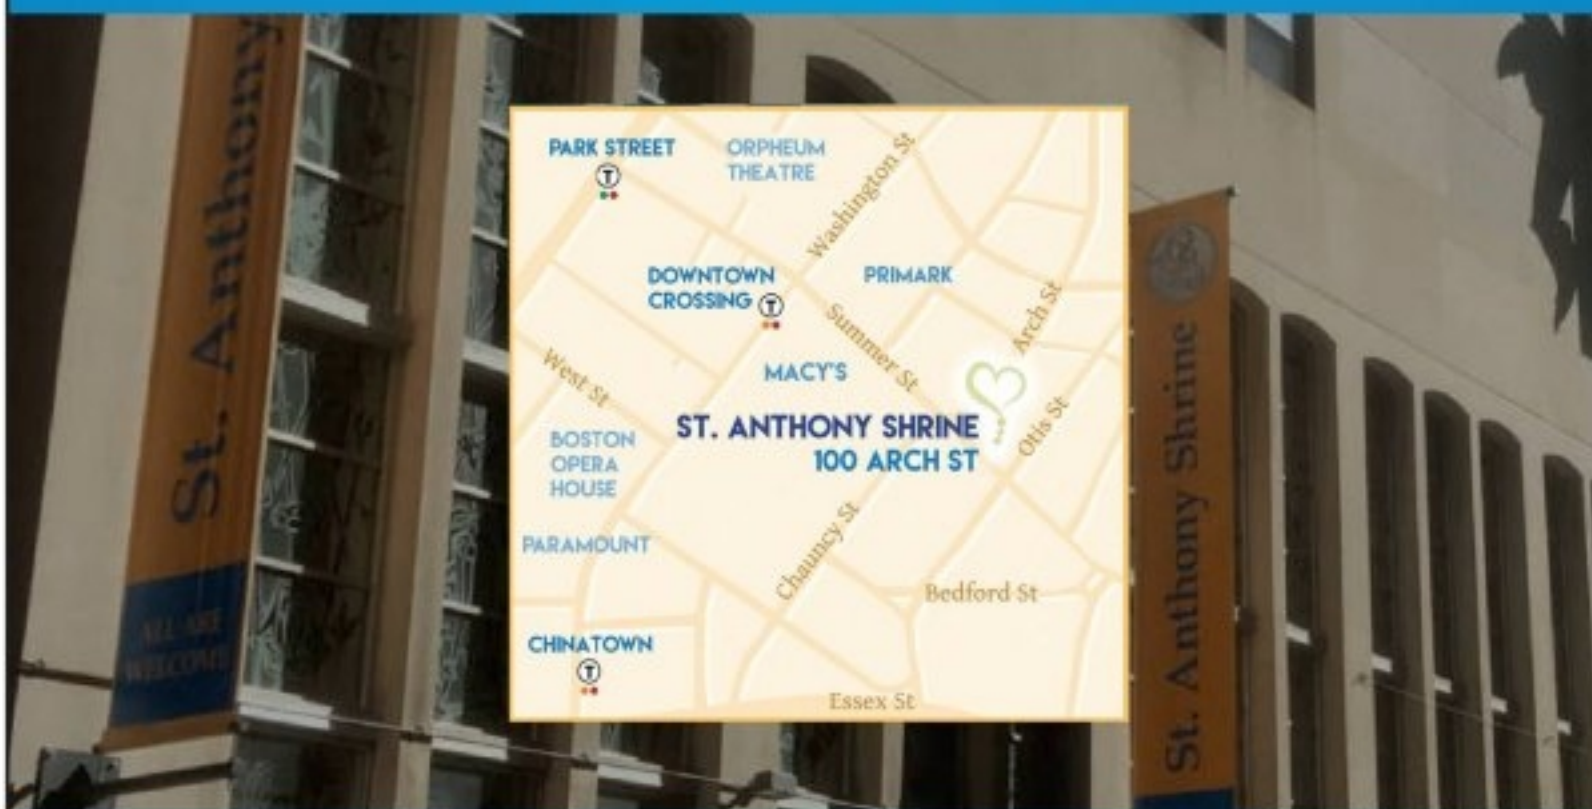 St. Anthony
ALL ARE
WELCOME
PARK STREET
T
ORPHEUM
THEATRE
Washington St
DOWNTOWN
CROSSING T
PRIMARK
Arch St
Summer St
West St
MACY'S
ST. ANTHONY SHRINE
100 ARCH ST
Otis St
BOSTON
OPERA
HOUSE
PARAMOUNT
Chauncy St
Bedford St
CHINATOWN
T
Essex St
St. Anthony Shrine